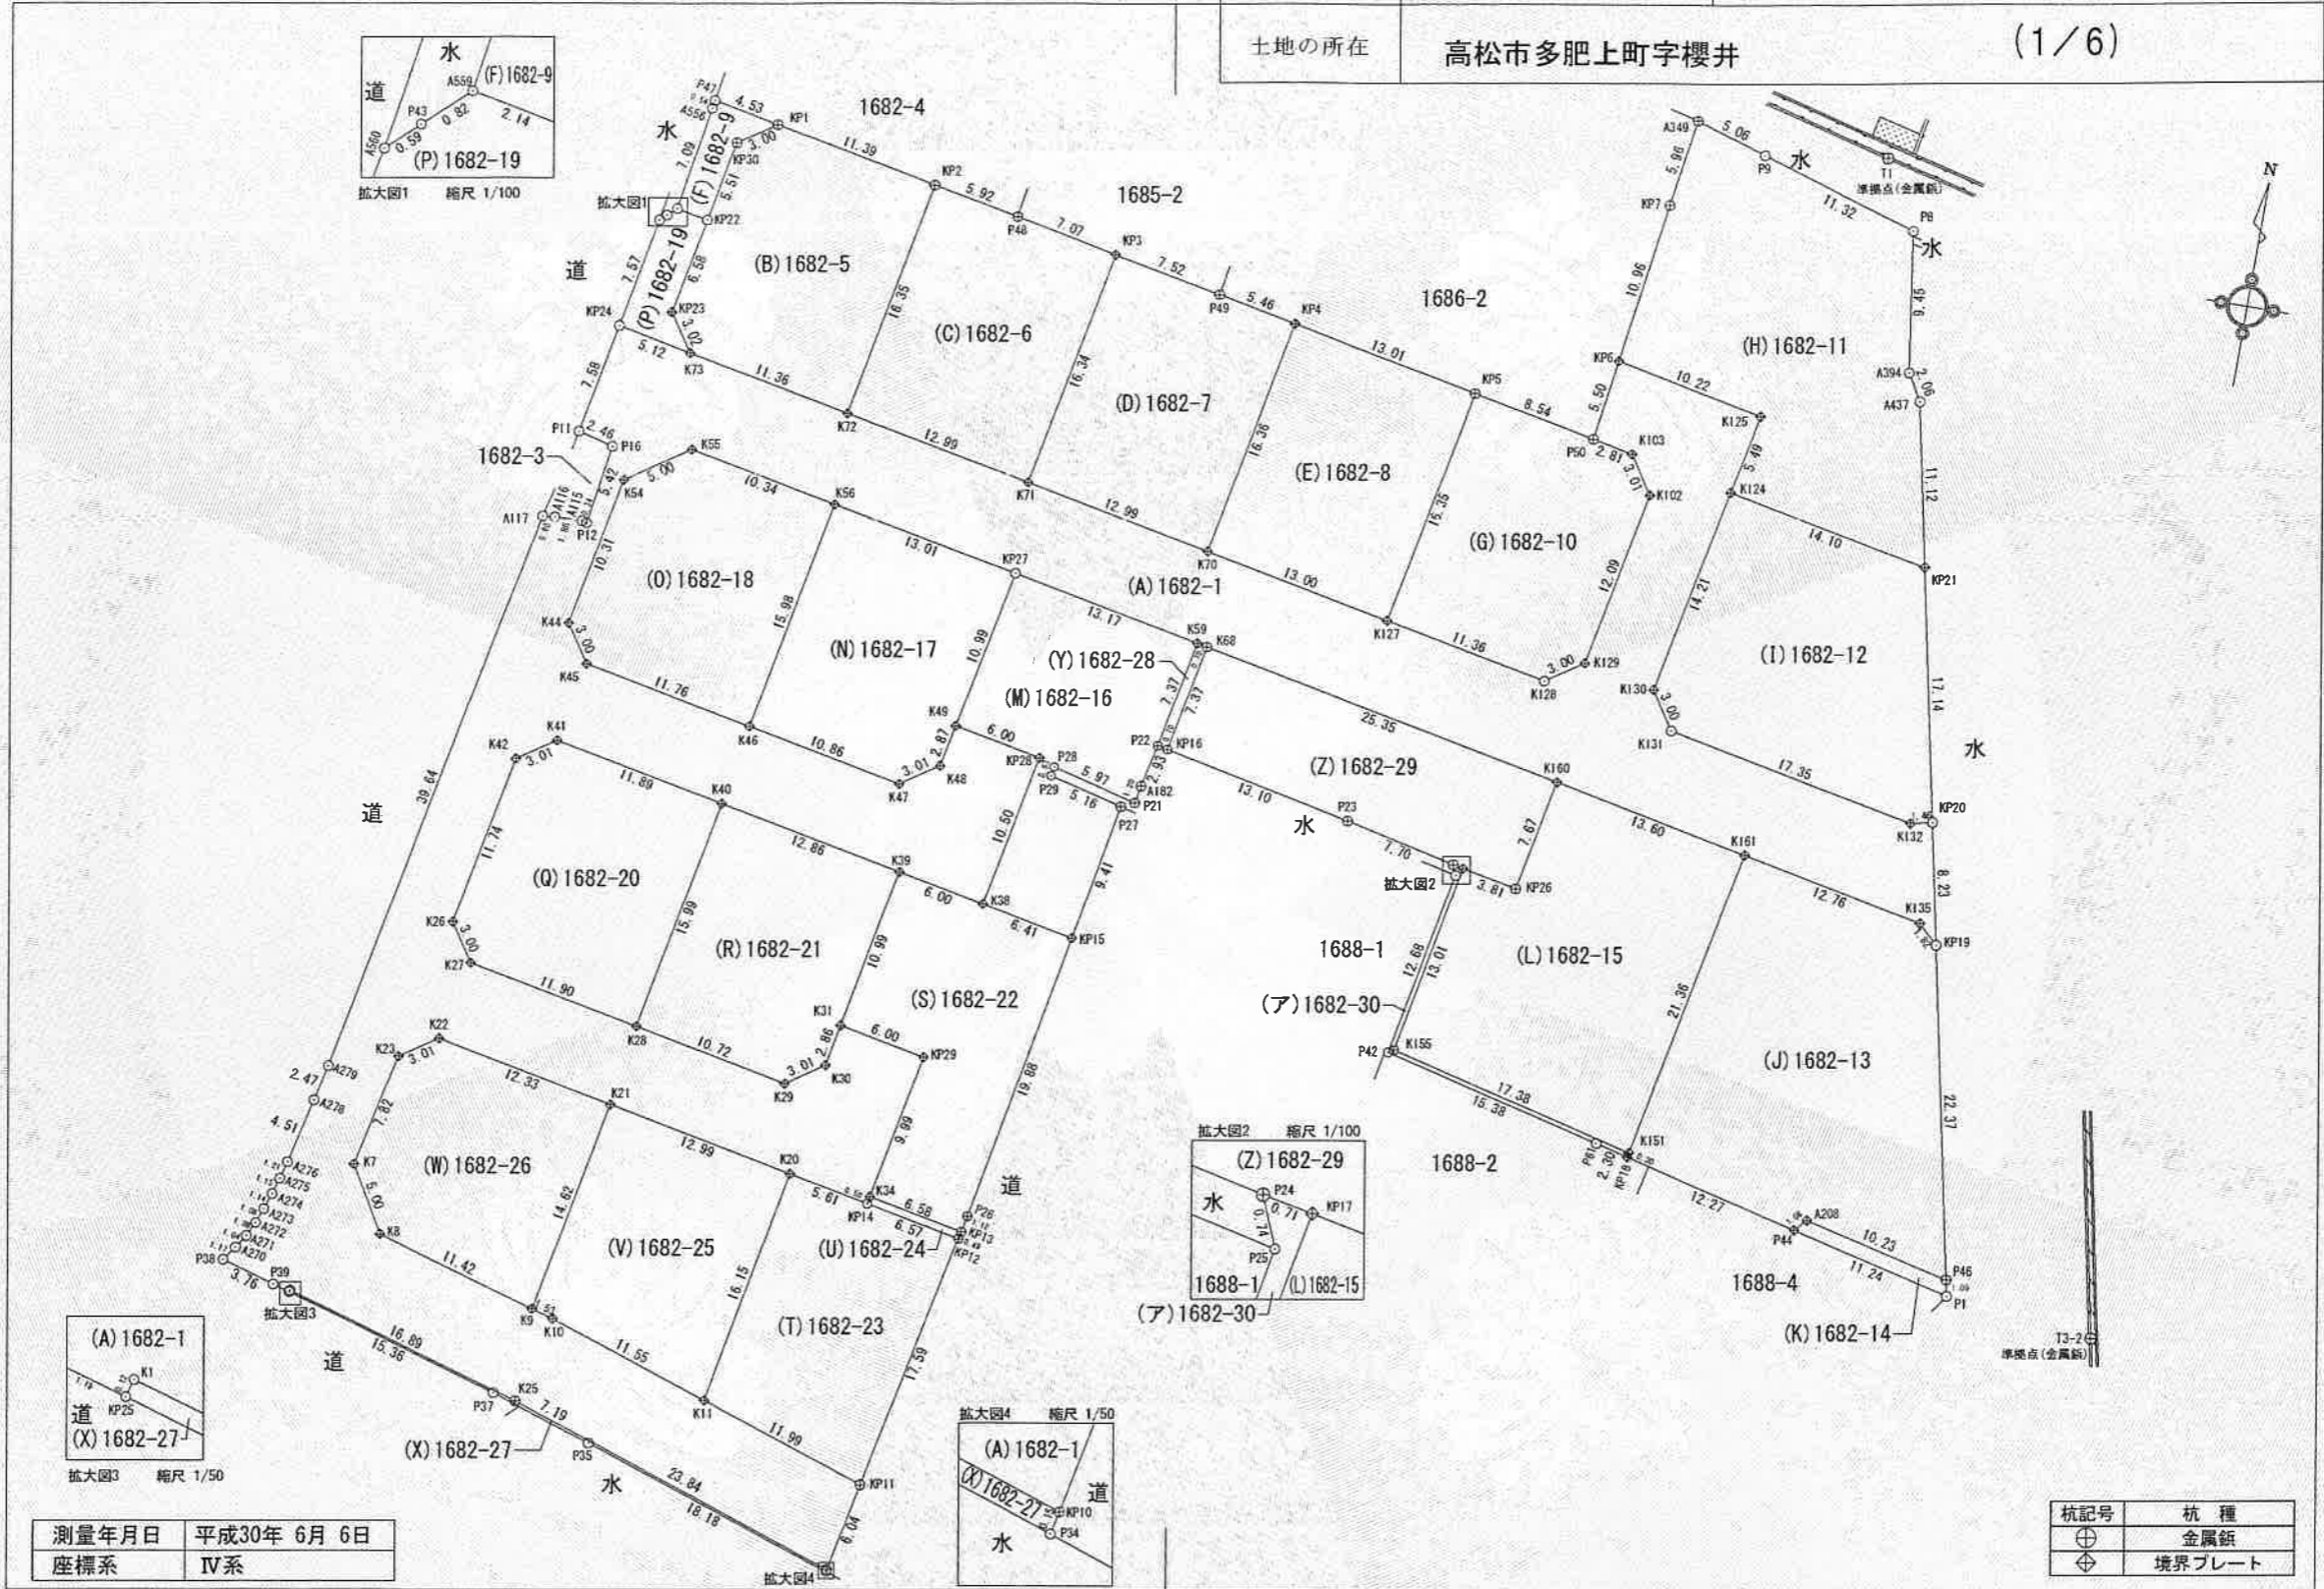 土地の所在
高松市多肥上町字櫻井
(1/6)
水
道
A559
(F)1682-9
P43
0.82
2.14
A560
0.59
(P)1682-19
拡大図1 縮尺 1/100
P47
4.53
KP1
1682-4
A556
水
7.09
(F)1682-9
KP30
3.00
5.51
11.39
KP2
5.92
P48
1685-2
7.07
KP3
7.52
P49
5.46
KP4
1686-2
13.01
KP5
8.54
P50
2.81
K103
3.01
K102
A349
5.06
P9
水
T1
準拠点(金属鋲)
11.32
P8
水
5.96
KP7
10.96
KP6
5.50
10.22
K125
5.49
K124
(H)1682-11
9.45
A394
2.06
A437
11.12
14.10
KP21
N
拡大図1
KP22
道
7.57
(P)1682-19
6.58
KP24
KP23
3.02
5.12
K73
(B)1682-5
16.35
11.36
K72
(C)1682-6
16.34
12.99
K71
(D)1682-7
16.36
12.99
K70
(E)1682-8
15.35
13.00
K127
(G)1682-10
12.09
11.36
K128
3.00
K129
7.58
P11
2.46
P16
1682-3
5.42
K54
5.00
K55
10.34
K56
A117
A116
A115
P12
10.31
K44
3.00
K45
(O)1682-18
15.98
11.76
K46
13.01
KP27
(A)1682-1
13.17
K59
K68
(N)1682-17
10.99
10.86
K47
3.01
K48
2.87
K49
(Y)1682-28
(M)1682-16
7.37
7.37
P22
KP16
2.93
A182
P21
6.00
KP28
P28
P29
5.97
5.16
P27
14.21
K130
3.00
K131
(I)1682-12
17.14
17.35
K132
1.46
KP20
水
25.35
K160
(Z)1682-29
13.10
P23
水
7.70
拡大図2
3.81
KP26
7.67
13.60
K161
12.76
K135
8.23
KP19
K42
K41
3.01
11.89
K40
39.64
道
11.74
K26
3.00
K27
(Q)1682-20
15.99
11.90
K28
12.86
K39
10.50
6.00
K38
6.41
KP15
9.41
(R)1682-21
10.99
10.72
K29
3.01
K30
2.86
K31
6.00
KP29
(S)1682-22
19.88
1688-1
12.68
13.01
(ア)1682-30
(L)1682-15
21.36
P42
K155
(J)1682-13
22.37
17.38
15.38
P61
2.30
K151
KP18
1688-2
12.27
P44
A208
10.23
P46
1.09
11.24
P1
1688-4
(K)1682-14
T3-2
準拠点(金属鋲)
K23
K22
3.01
12.33
K21
A279
2.47
A278
4.51
7.82
K7
5.00
K8
A276
A275
A274
A273
A272
A271
A270
P38
3.76
P39
拡大図3
(W)1682-26
14.62
11.42
K9
K10
12.99
K20
9.99
5.61
K34
KP14
6.58
6.57
P26
道
KP13
KP12
(U)1682-24
(V)1682-25
16.15
11.55
K11
(T)1682-23
17.59
11.99
KP11
6.04
拡大図4
16.89
15.36
道
P37
K25
7.19
(X)1682-27
P35
水
23.84
18.18
拡大図2 縮尺 1/100
(Z)1682-29
P24
水
0.71
KP17
0.74
P25
1688-1
(L)1682-15
(ア)1682-30
(A)1682-1
K1
1.19
道
KP25
(X)1682-27
拡大図3 縮尺 1/50
拡大図4 縮尺 1/50
(A)1682-1
(X)1682-27
道
KP10
P34
水
測量年月日 平成30年 6月 6日
座標系 Ⅳ系
杭記号 杭 種
金属鋲
境界プレート